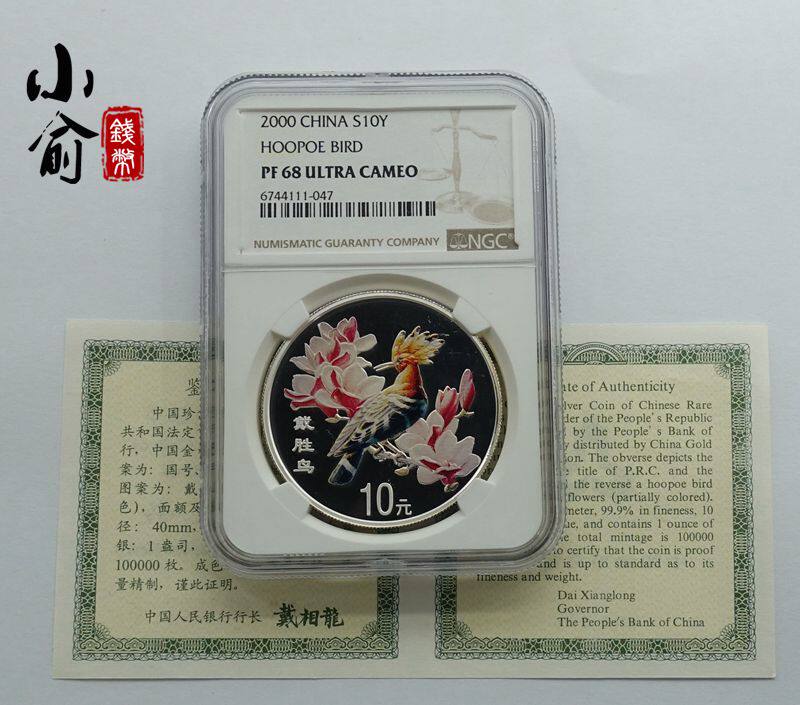 小俞
錢幣
2000 CHINA S10Y
HOOPOE BIRD
PF 68 ULTRA CAMEO
6744111-047
NUMISMATIC GUARANTY COMPANY
NGC
戴胜鸟
10元
鉴
中国珍
共和国法定
行,中国金
案为:国号、
图案为:戴
色),面额及
径:40mm,
银:1盎司,
100000枚。成色
量精制,谨此证明。
中国人民银行行长 戴相龍
ate of Authenticity
lver Coin of Chinese Rare
der of the People's Republic
by the People's Bank of
y distributed by China Gold
on. The obverse depicts the
e title of P.R.C. and the
s the reverse a hoopoe bird
flowers (partially colored).
meter, 99.9% in fineness, 10
ue, and contains 1 ounce of
e total mintage is 100000
to certify that the coin is proof
and is up to standard as to its
fineness and weight.
Dai Xianglong
Governor
The People's Bank of China